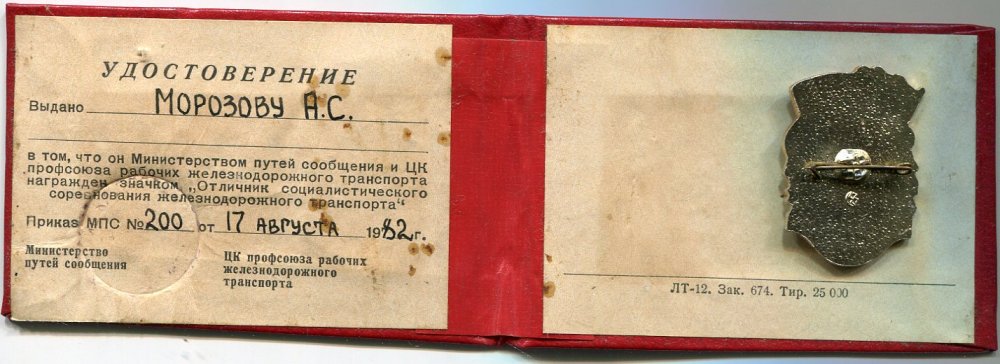 УДОСТОВЕРЕНИЕ
Выдано МОРОЗОВУ А.С.
в том, что он Министерством путей сообщения и ЦК
профсоюза рабочих железнодорожного транспорта
награжден значком „Отличник социалистического
соревнования железнодорожного транспорта"
Приказ МПС № 200 от 17 АВГУСТА 1982 г.
Министерство
путей сообщения
ЦК профсоюза рабочих
железнодорожного
транспорта
ЛТ-12. Зак. 674. Тир. 25 000